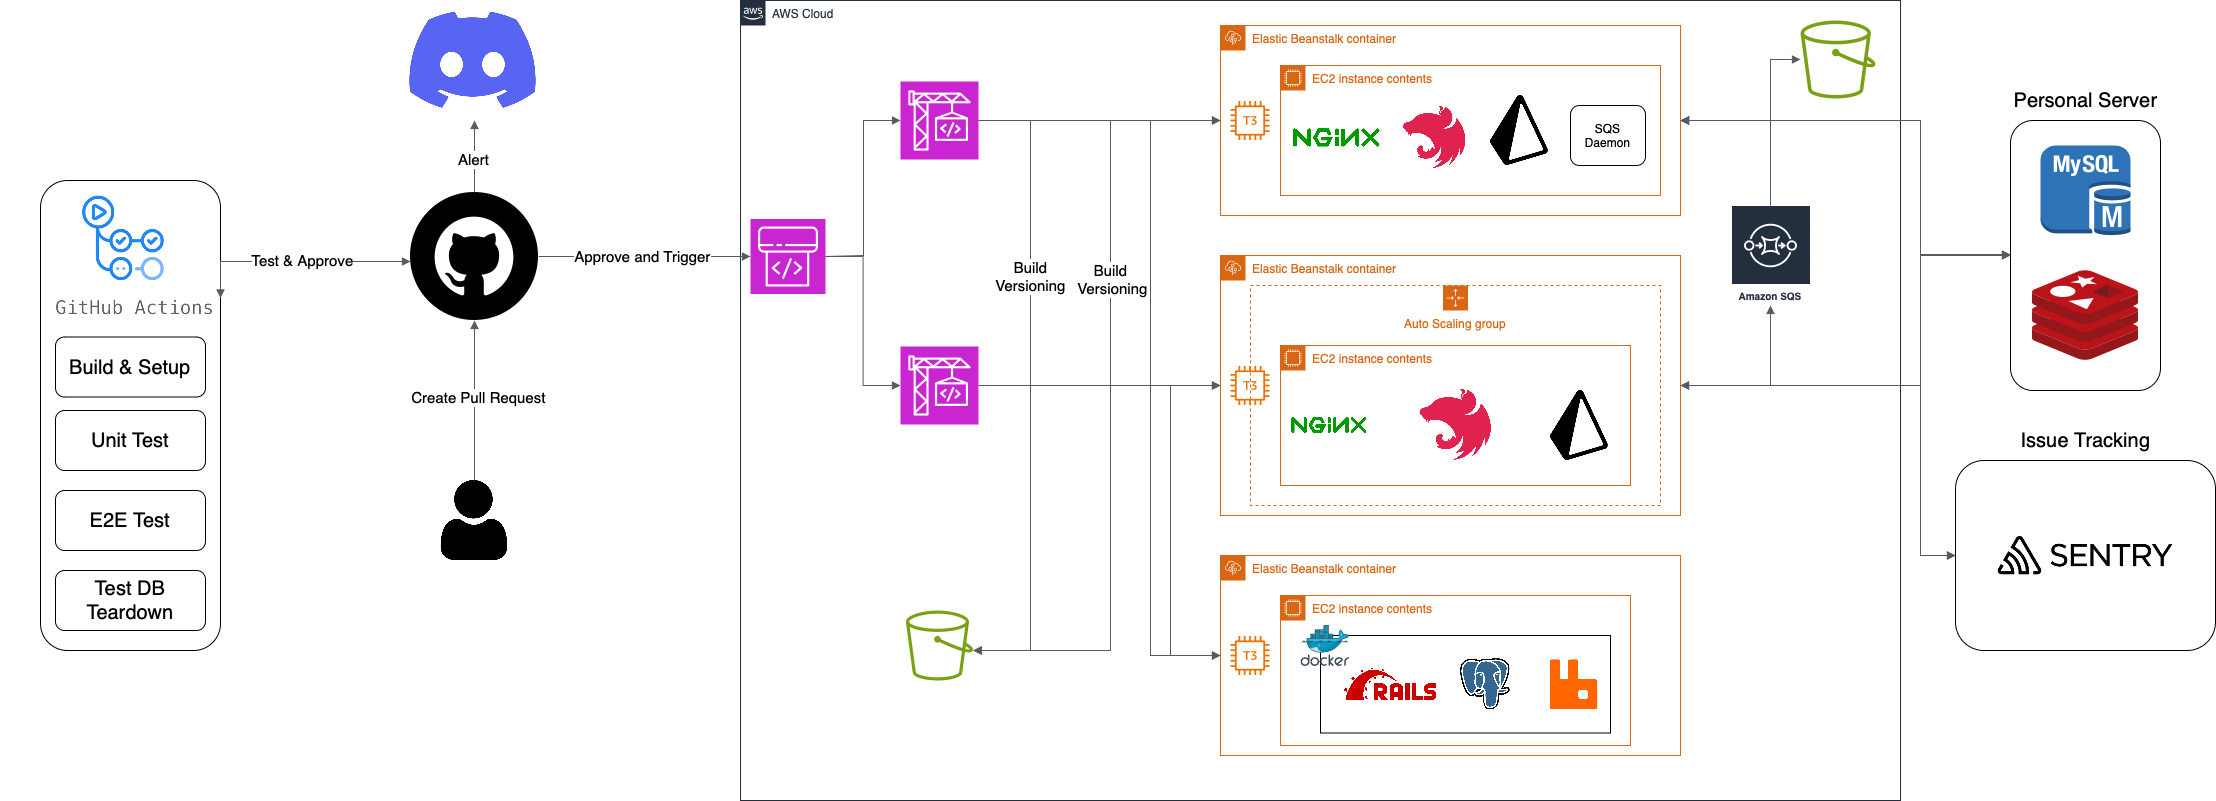 aws
AWS Cloud
Alert
GitHub Actions
Build & Setup
Unit Test
E2E Test
Test DB
Teardown
Test & Approve
Create Pull Request
Approve and Trigger
Build
Versioning
Build
Versioning
Elastic Beanstalk container
EC2 instance contents
T3
NGINX
SQS
Daemon
Elastic Beanstalk container
Auto Scaling group
EC2 instance contents
T3
NGINX
Elastic Beanstalk container
EC2 instance contents
T3
docker
RAILS
Amazon SQS
Personal Server
MySQL
M
Issue Tracking
SENTRY